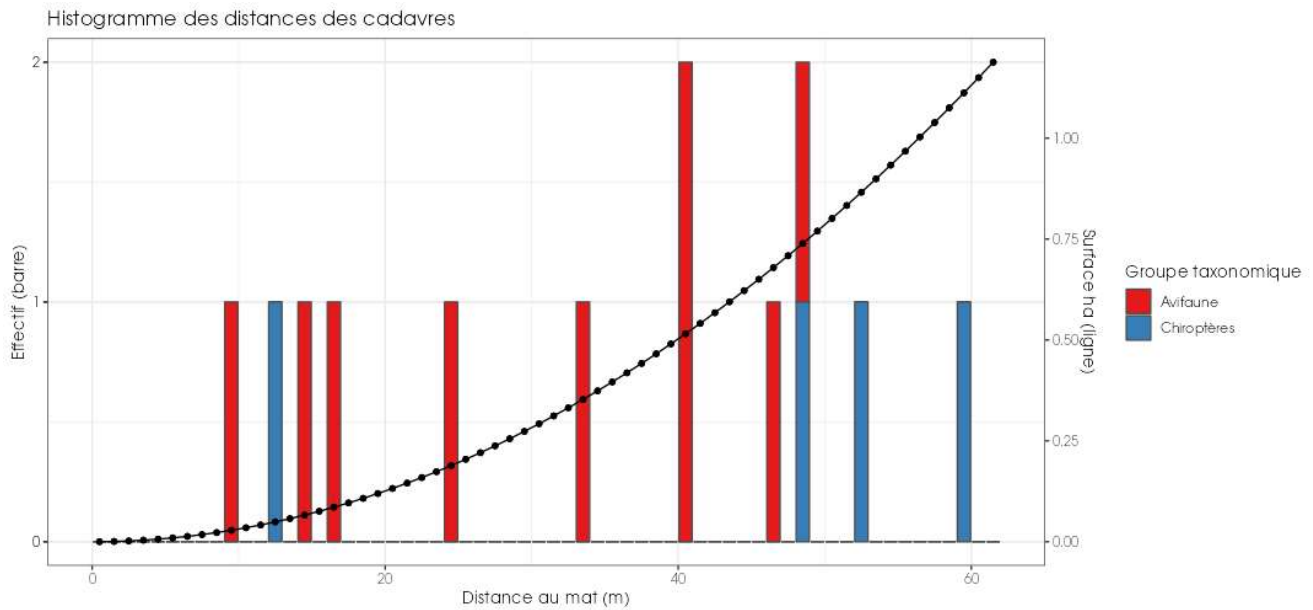 Histogramme des distances des cadavres
2
1
0
Effectif (barre)
1.00
0.75
0.50
0.25
0.00
Surface ha (ligne)
0
20
40
60
Distance au mat (m)
Groupe taxonomique
Avifaune
Chiroptères